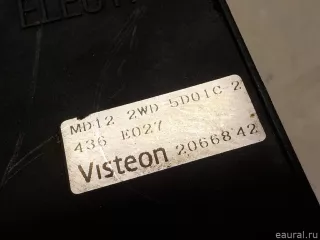 ELECT
MD12 2WD 5D01C-2
436 E027
Visteon 2066842
eaural.ru